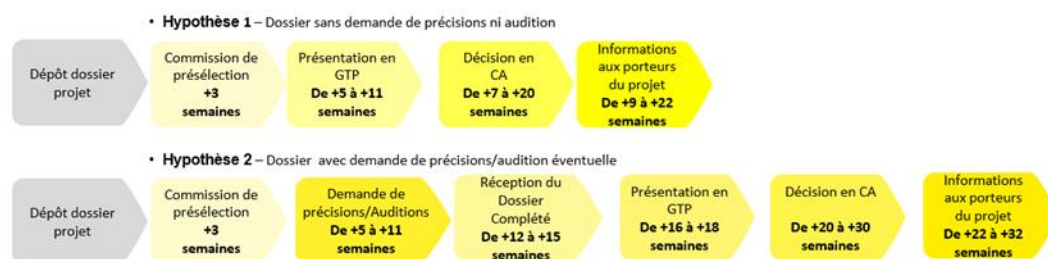 • Hypothèse 1 – Dossier sans demande de précisions ni audition
Dépôt dossier
projet
Commission de
présélection
+3
semaines
Présentation en
GTP
De +5 à +11
semaines
Décision en
CA
De +7 à +20
semaines
Informations
aux porteurs
du projet
De +9 à +22
semaines
• Hypothèse 2 – Dossier avec demande de précisions/audition éventuelle
Dépôt dossier
projet
Commission de
présélection
+3
semaines
Demande de
précisions/Auditions
De +5 à +11
semaines
Réception du
Dossier
Complété
De +12 à +15
semaines
Présentation en
GTP
De +16 à +18
semaines
Décision en CA
De +20 à +30
semaines
Informations
aux porteurs
du projet
De +22 à +32
semaines